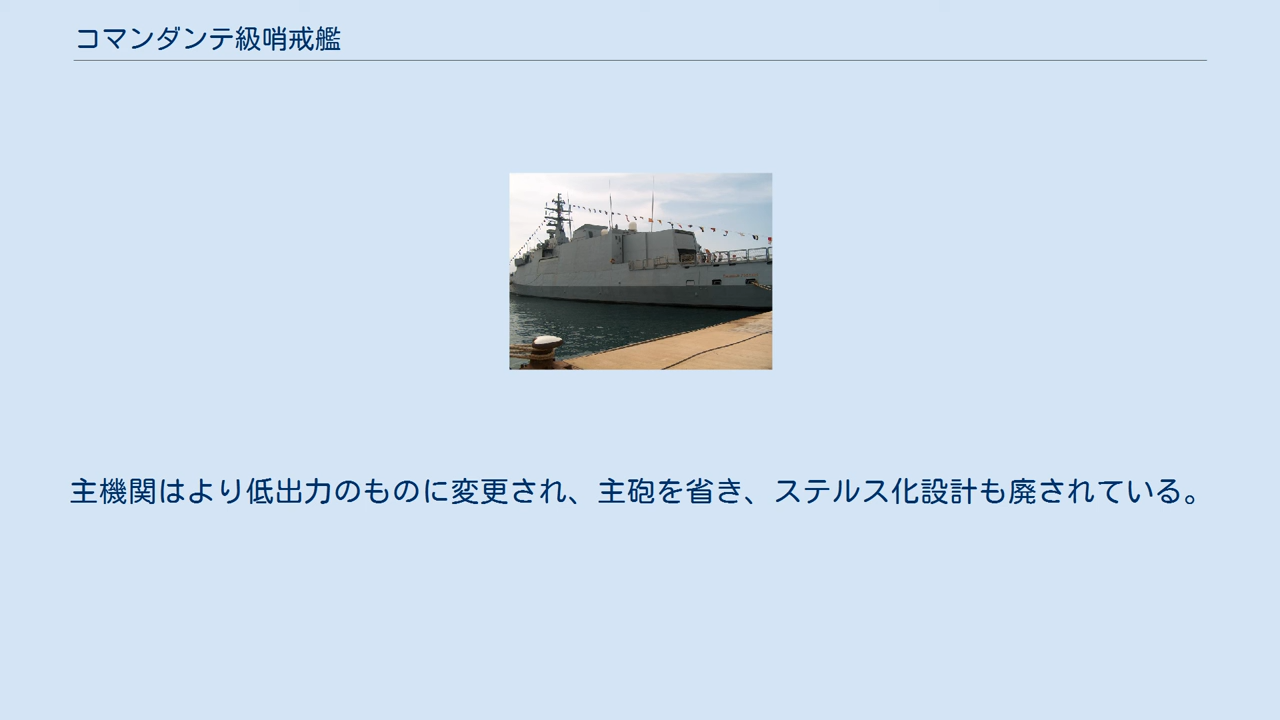 コマンダンテ級哨戒艦
主機関はより低出力のものに変更され、主砲を省き、ステルス化設計も廃されている。